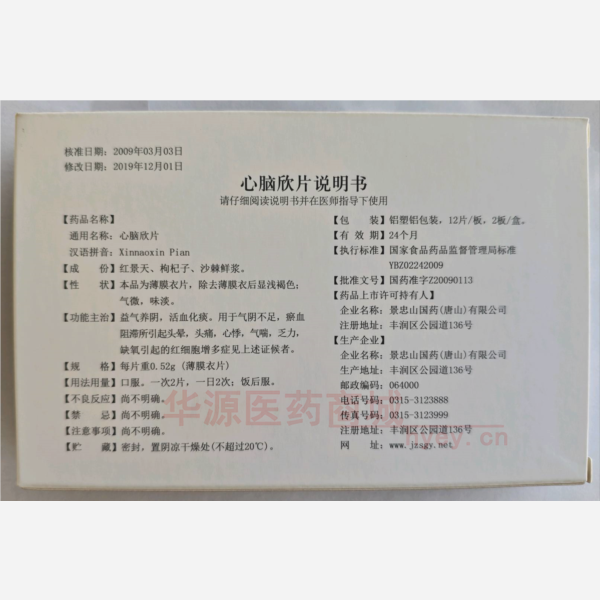 核准日期：2009年03月03日
修改日期：2019年12月01日
心脑欣片说明书
请仔细阅读说明书并在医师指导下使用
【药品名称】
通用名称：心脑欣片
汉语拼音：Xinnaoxin Pian
【成　　份】红景天、枸杞子、沙棘鲜浆。
【性　　状】本品为薄膜衣片，除去薄膜衣后显浅褐色；
气微，味淡。
【功能主治】益气养阴，活血化痰。用于气阴不足，瘀血
阻滞所引起头晕，头痛，心悸，气喘，乏力，
缺氧引起的红细胞增多症见上述证候者。
【规　　格】每片重0.52g (薄膜衣片)
【用法用量】口服。一次2片，一日2次；饭后服。
【不良反应】尚不明确。
【禁　　忌】尚不明确。
【注意事项】尚不明确。
【贮　　藏】密封，置阴凉干燥处(不超过20℃)。
【包　　装】铝塑铝包装，12片/板，2板/盒。
【有 效 期】24个月
【执行标准】国家食品药品监督管理局标准
YBZ02242009
【批准文号】国药准字Z20090113
【药品上市许可持有人】
企业名称：景忠山国药(唐山)有限公司
注册地址：丰润区公园道136号
【生产企业】
企业名称：景忠山国药(唐山)有限公司
生产地址：丰润区公园道136号
邮政编码：064000
电话号码：0315-3123888
传真号码：0315-3123999
注册地址：丰润区公园道136号
网　　址：www.jzsgy.net
华源医药商城
hyey.cn